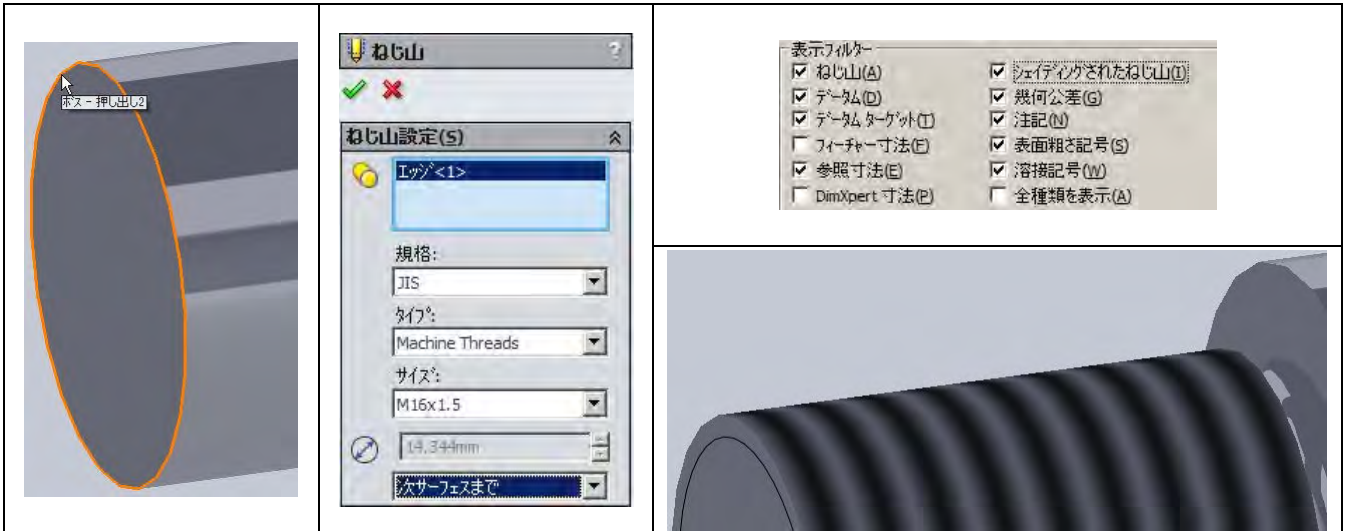 ボス - 押し出し2
ねじ山
?
ねじ山設定(S)
エッジ<1>
規格:
JIS
タイプ:
Machine Threads
サイズ:
M16x1.5
14.344mm
次サーフェスまで
表示フィルター
ねじ山(A)
シェイディングされたねじ山(I)
データム(D)
幾何公差(G)
データム ターゲット(T)
注記(N)
フィーチャー寸法(F)
表面粗さ記号(S)
参照寸法(E)
溶接記号(W)
DimXpert 寸法(P)
全種類を表示(A)